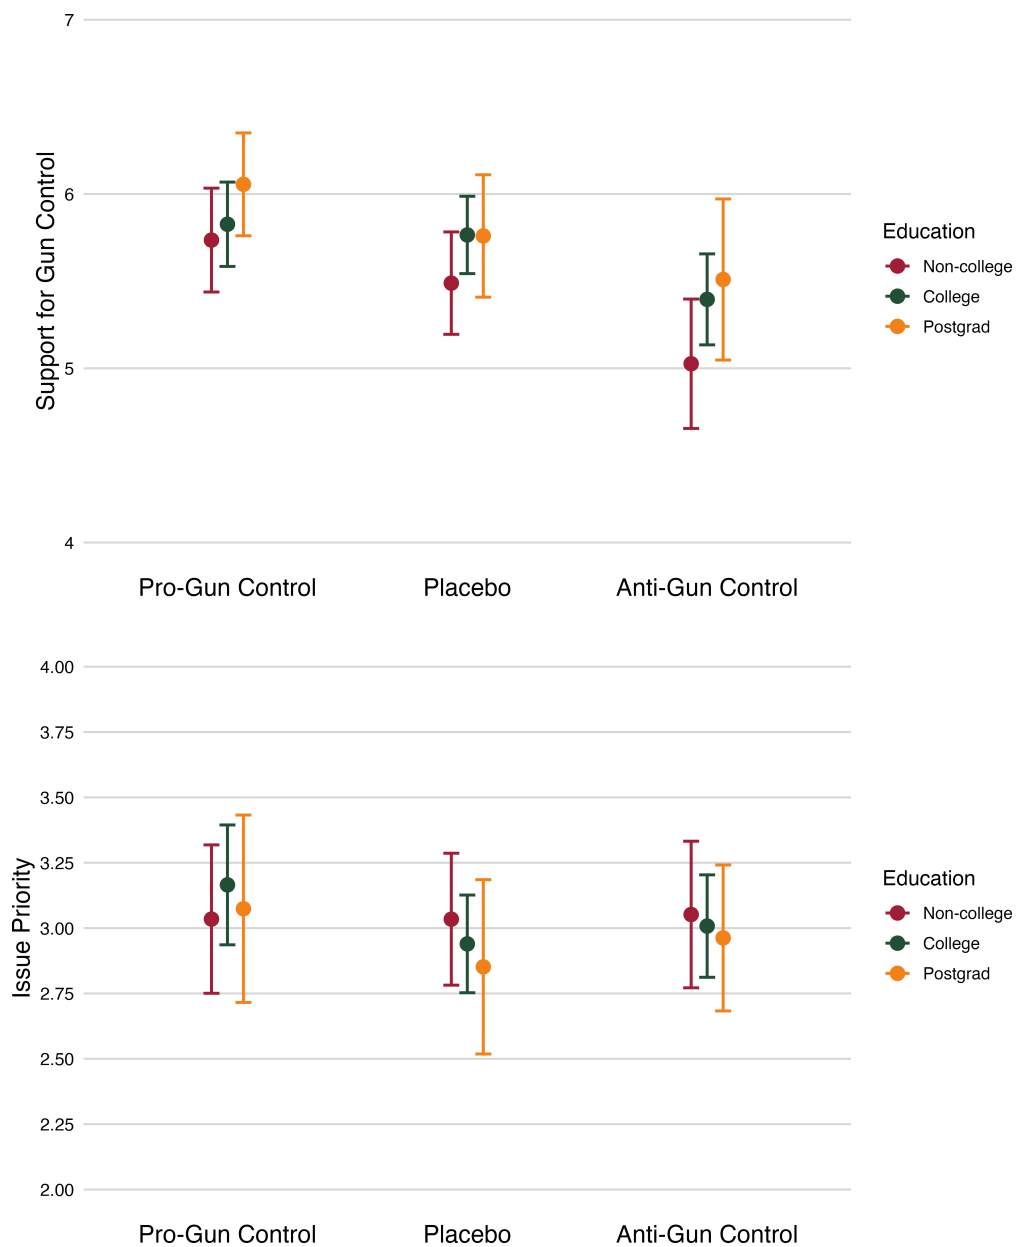 7
6
5
4
Support for Gun Control
Pro-Gun Control
Placebo
Anti-Gun Control
Education
Non-college
College
Postgrad
4.00
3.75
3.50
3.25
3.00
2.75
2.50
2.25
2.00
Issue Priority
Pro-Gun Control
Placebo
Anti-Gun Control
Education
Non-college
College
Postgrad